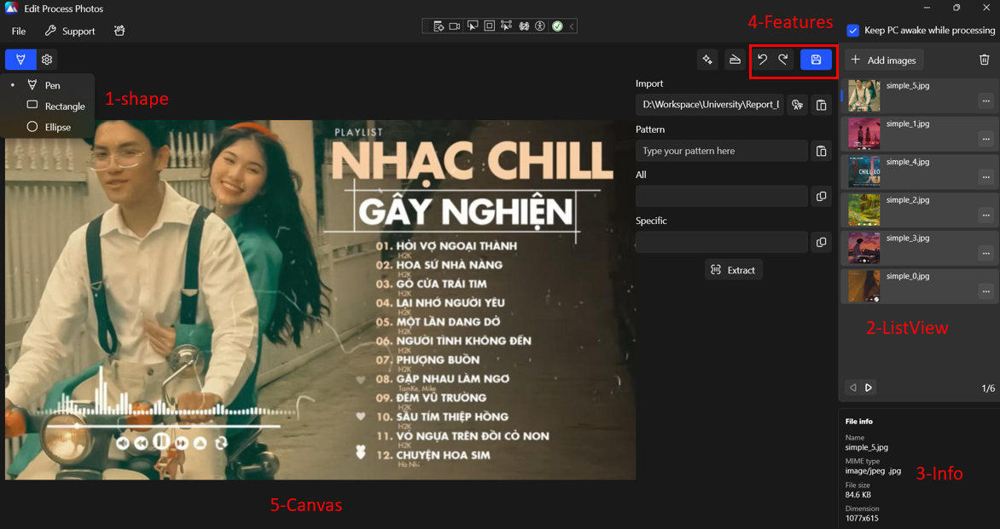 Edit Process Photos
File
Support
4-Features
Keep PC awake while processing
Add images
Pen
Rectangle
Ellipse
1-shape
Import
D:\Workspace\University\Report_D
Pattern
Type your pattern here
All
Specific
Extract
PLAYLIST
NHẠC CHILL
GÂY NGHIỆN
01. HỎI VỢ NGOẠI THÀNH
H2K
02. HOA SỨ NHÀ NÀNG
H2K
03. GÕ CỬA TRÁI TIM
H2K
04. LẠI NHỚ NGƯỜI YÊU
H2K
05. MỘT LẦN DANG DỞ
H2K
06. NGƯỜI TÌNH KHÔNG ĐẾN
H2K
07. PHƯỢNG BUỒN
H2K
08. GẶP NHAU LÀM NGƠ
TamKe, Mike
09. ĐÊM VŨ TRƯỜNG
H2K
10. SẦU TÍM THIỆP HỒNG
H2K
11. VÓ NGỰA TRÊN ĐỒI CỎ NON
H2K
12. CHUYỆN HOA SIM
Hà Nhi
simple_5.jpg
simple_1.jpg
simple_4.jpg
simple_2.jpg
simple_3.jpg
simple_0.jpg
2-ListView
1/6
File info
Name
simple_5.jpg
MIME type
image/jpeg .jpg
3-Info
File size
84.6 KB
Dimension
1077x615
5-Canvas